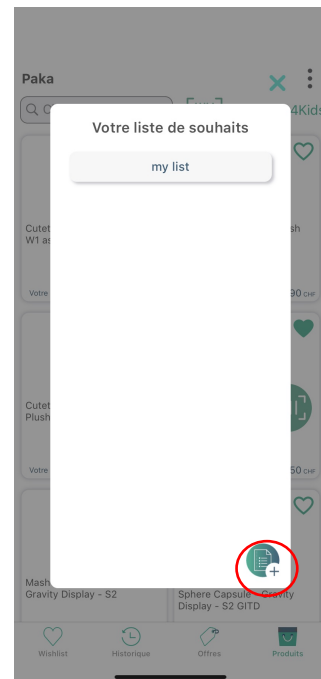 Paka
4Kids
Votre liste de souhaits
my list
Cutet
W1 as
sh
Votre
90 CHF
Cutet
Plush
Votre
50 CHF
Mash
Gravity Display - S2
Sphere Capsule - Gravity
Display - S2 GITD
Wishlist
Historique
Offres
Produits